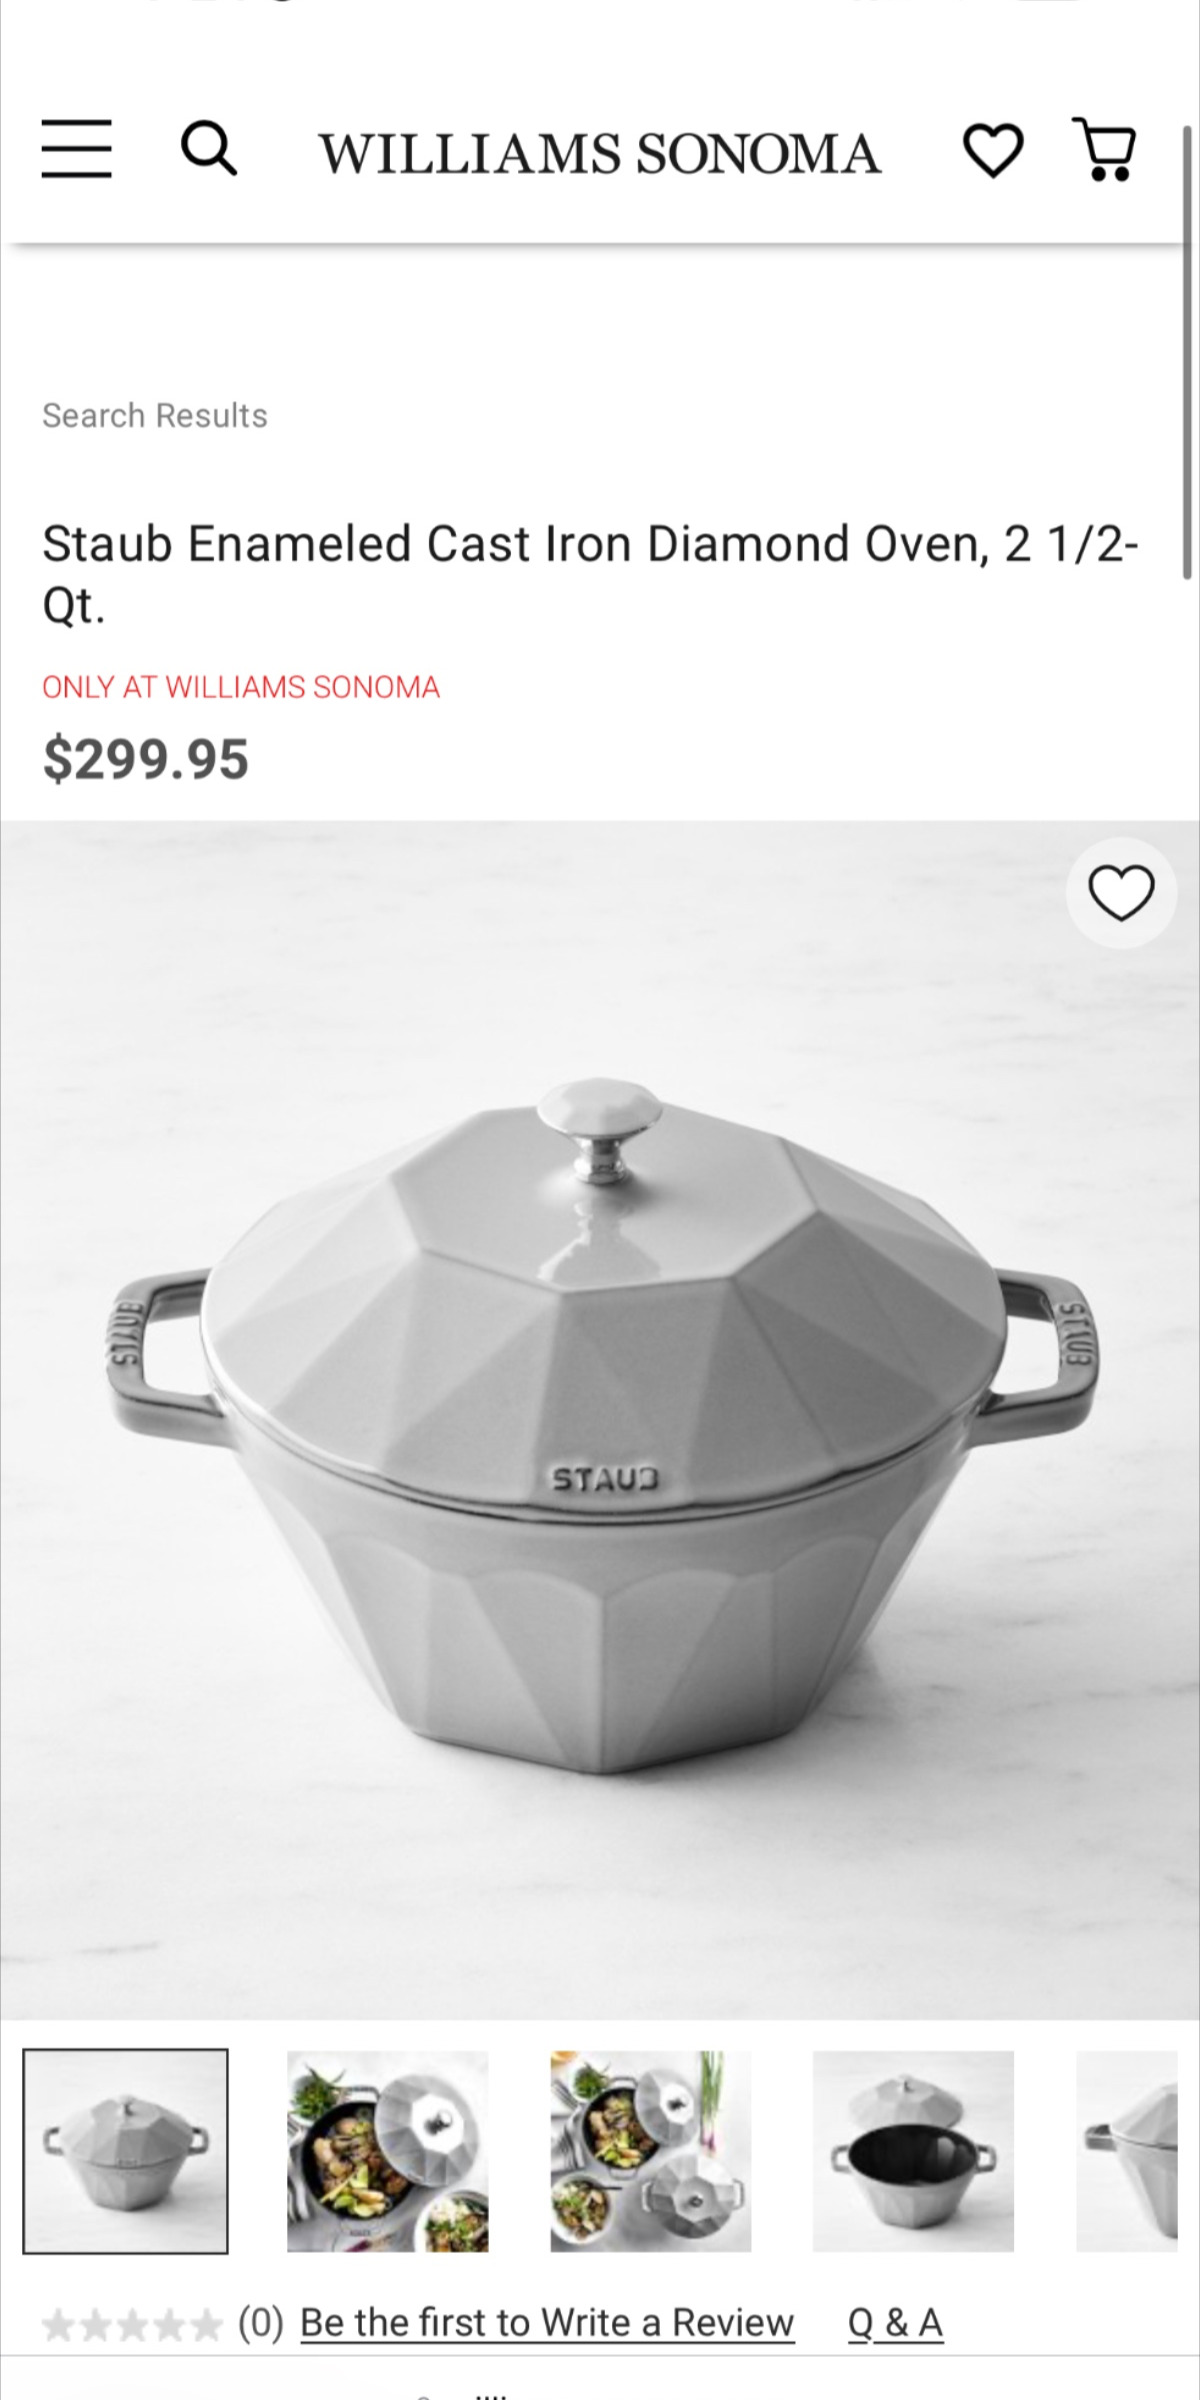 WILLIAMS SONOMA
Search Results
Staub Enameled Cast Iron Diamond Oven, 2 1/2-
Qt.
ONLY AT WILLIAMS SONOMA
$299.95
STAUB
STAUB
STAUB
(0) Be the first to Write a Review Q & A